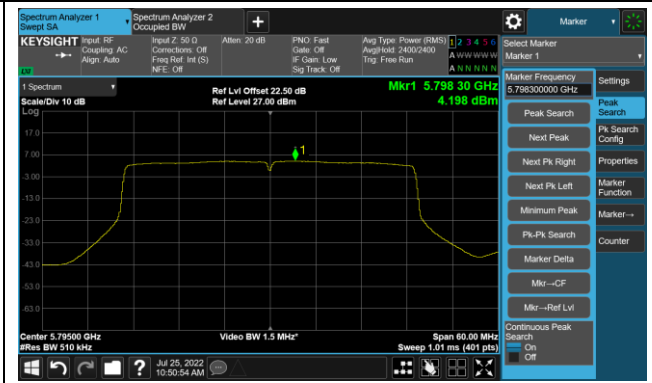 Spectrum Analyzer 1
Swept SA
Spectrum Analyzer 2
Occupied BW
+
Marker
KEYSIGHT
Input: RF
Coupling: AC
Align: Auto
Input Z: 50 Ω
Corrections: Off
Freq Ref: Int (S)
NFE: Off
Atten: 20 dB
PNO: Fast
Gate: Off
IF Gain: Low
Sig Track: Off
Avg Type: Power (RMS)
Avg|Hold: 2400/2400
Trig: Free Run
1 2 3 4 5 6
A W W W W W
A N N N N N
Select Marker
Marker 1
1 Spectrum
Scale/Div 10 dB
Log
Ref Lvl Offset 22.50 dB
Ref Level 27.00 dBm
Mkr1 5.798 30 GHz
4.198 dBm
17.0
7.00
-3.00
-13.0
-23.0
-33.0
-43.0
-53.0
-63.0
1
Center 5.79500 GHz
#Res BW 510 kHz
Video BW 1.5 MHz*
Span 60.00 MHz
Sweep 1.01 ms (401 pts)
Marker Frequency
5.798300000 GHz
Peak Search
Next Peak
Next Pk Right
Next Pk Left
Minimum Peak
Pk-Pk Search
Marker Delta
Mkr→CF
Mkr→Ref Lvl
Continuous Peak
Search
On
Off
Settings
Peak
Search
Pk Search
Config
Properties
Marker
Function
Marker→
Counter
?
Jul 25, 2022
10:50:54 AM